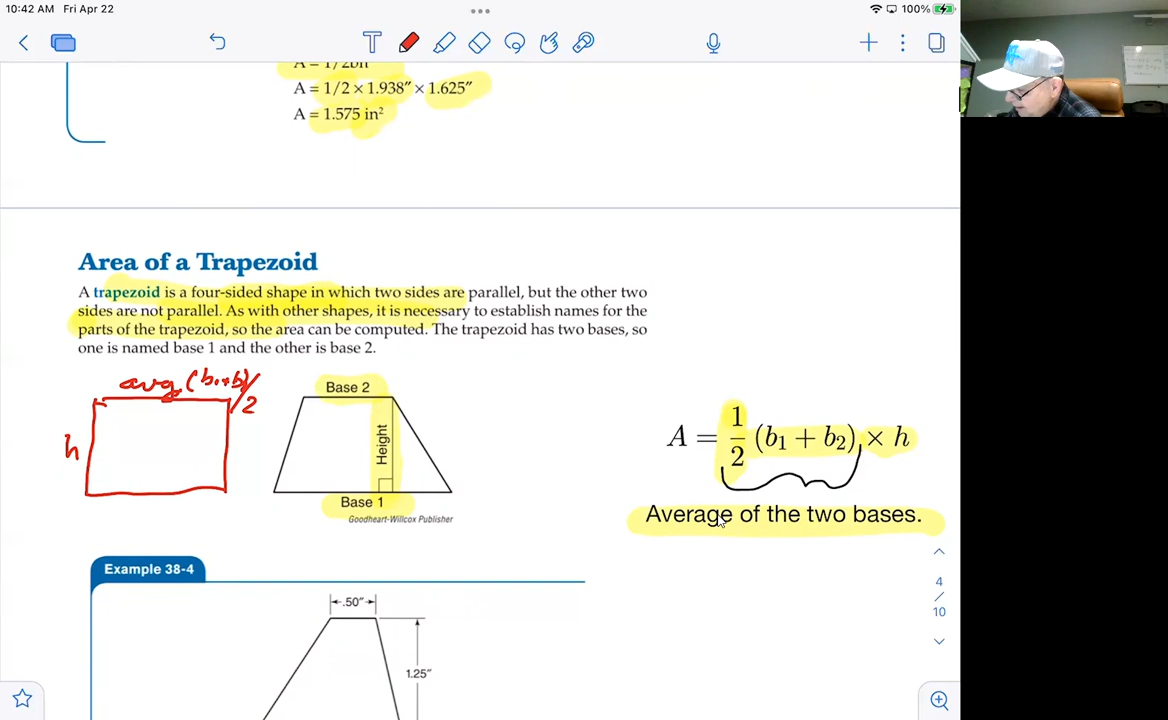 10:42 AM Fri Apr 22
100%
A = 1/2bh
A = 1/2 × 1.938″ × 1.625″
A = 1.575 in²
Area of a Trapezoid
A trapezoid is a four-sided shape in which two sides are parallel, but the other two
sides are not parallel. As with other shapes, it is necessary to establish names for the
parts of the trapezoid, so the area can be computed. The trapezoid has two bases, so
one is named base 1 and the other is base 2.
avg (b₁+b₂)/2
h
Base 2
Height
Base 1
Goodheart-Willcox Publisher
A = 1/2 (b₁ + b₂) × h
Average of the two bases.
Example 38-4
.50″
1.25″
4
/
10